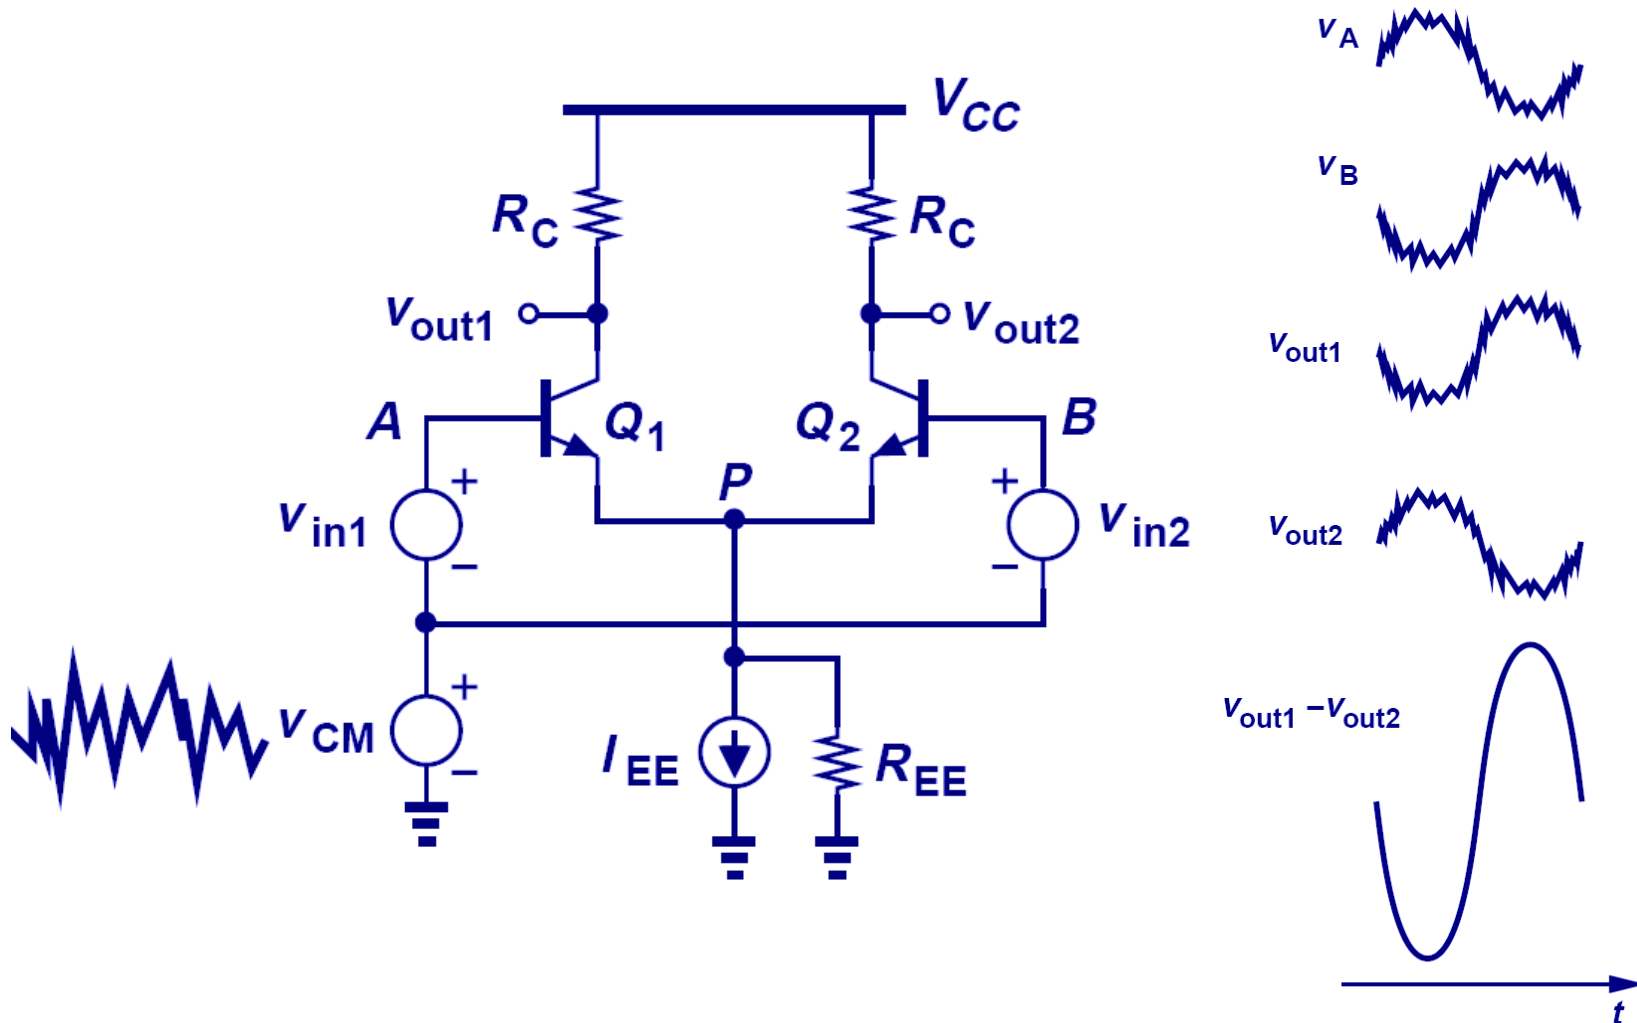 VCC
RC
RC
vout1
vout2
A
Q1
Q2
B
P
+
+
vin1
vin2
−
−
+
vCM
−
IEE
REE
vA
vB
vout1
vout2
vout1 −vout2
t